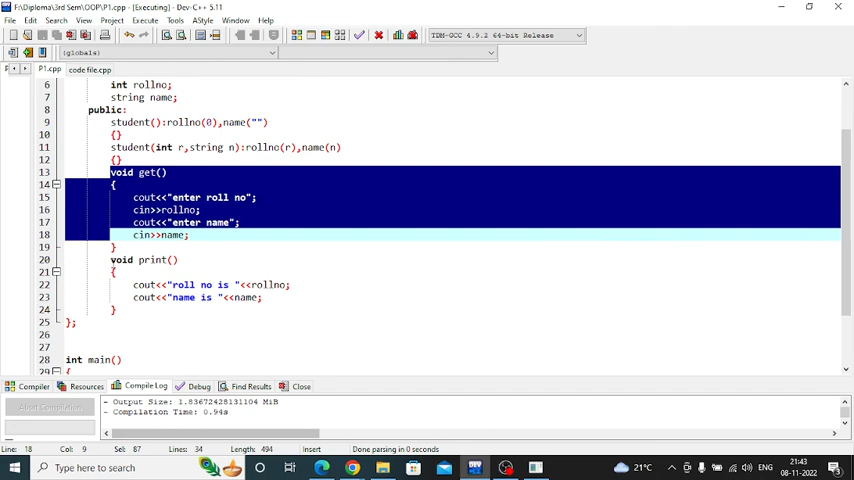 F:\Diploma\3rd Sem\OOP\P1.cpp - [Executing] - Dev-C++ 5.11
File Edit Search View Project Execute Tools AStyle Window Help
TDM-GCC 4.9.2 64-bit Release
(globals)
P1.cpp code file.cpp
6 int rollno;
7 string name;
8 public:
9 student():rollno(0),name("")
10 {}
11 student(int r,string n):rollno(r),name(n)
12 {}
13 void get()
14 {
15 cout<<"enter roll no";
16 cin>>rollno;
17 cout<<"enter name";
18 cin>>name;
19 }
20 void print()
21 {
22 cout<<"roll no is "<<rollno;
23 cout<<"name is "<<name;
24 }
25 };
26
27
28 int main()
29 {
Compiler Resources Compile Log Debug Find Results Close
Abort Compilation
- Output Size: 1.83672428131104 MiB
- Compilation Time: 0.94s
Line: 18 Col: 9 Sel: 87 Lines: 34 Length: 494 Insert Done parsing in 0 seconds
Type here to search
DEV
21°C
ENG
21:43
08-11-2022
3